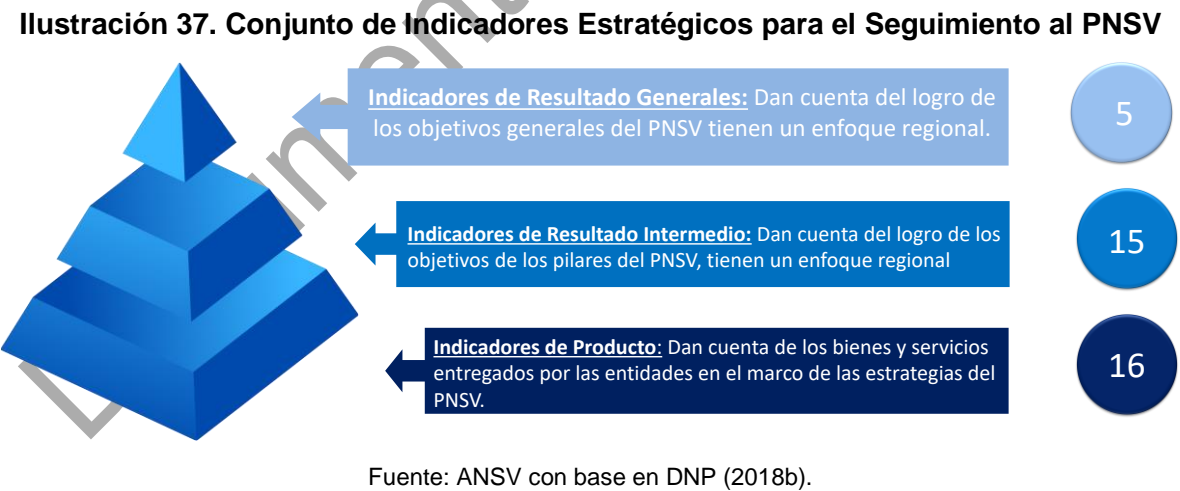 Ilustración 37. Conjunto de Indicadores Estratégicos para el Seguimiento al PNSV
Indicadores de Resultado Generales: Dan cuenta del logro de
los objetivos generales del PNSV tienen un enfoque regional.
5
Indicadores de Resultado Intermedio: Dan cuenta del logro de los
objetivos de los pilares del PNSV, tienen un enfoque regional
15
Indicadores de Producto: Dan cuenta de los bienes y servicios
entregados por las entidades en el marco de las estrategias del
PNSV.
16
Fuente: ANSV con base en DNP (2018b).